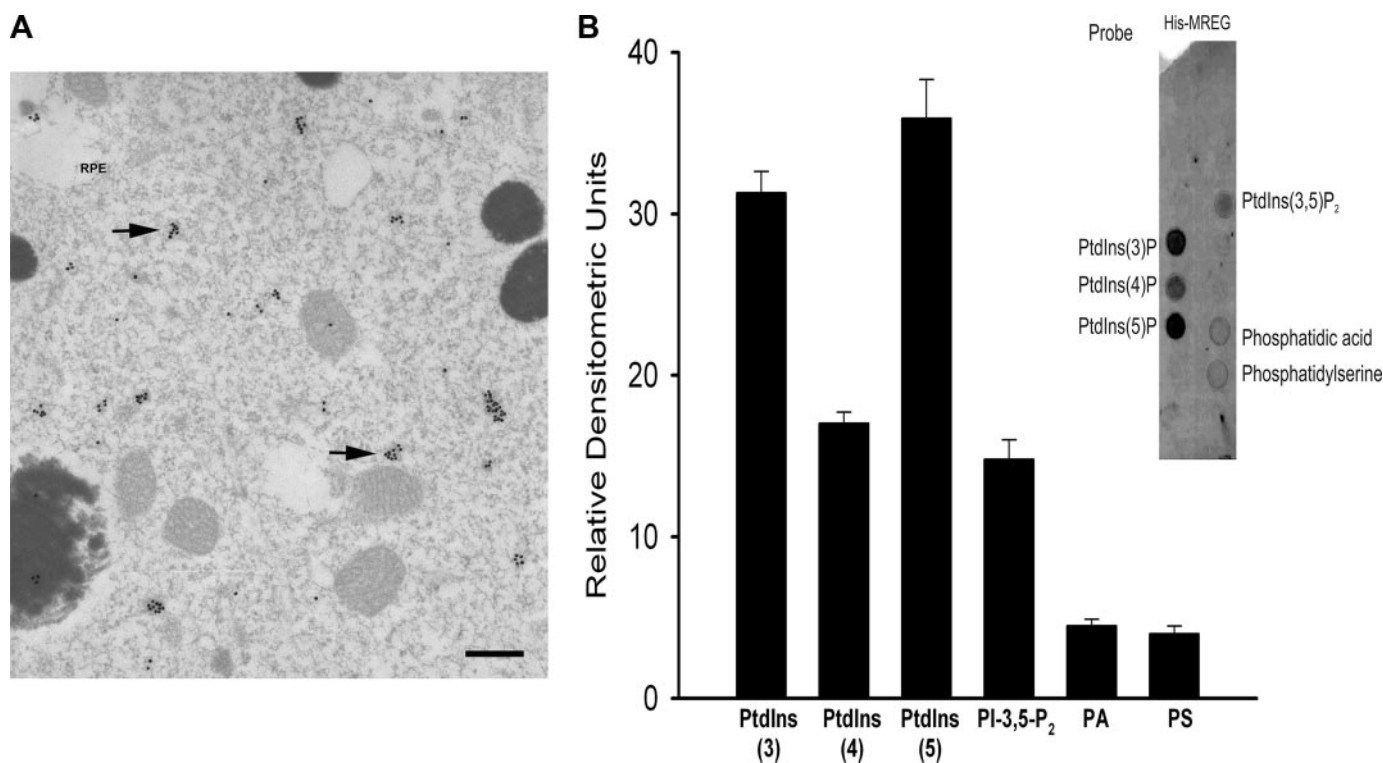 A
RPE
B
Probe
His-MREG
PtdIns(3,5)P₂
PtdIns(3)P
PtdIns(4)P
PtdIns(5)P
Phosphatidic acid
Phosphatidylserine
Relative Densitometric Units
40
30
20
10
0
PtdIns PtdIns PtdIns PI-3,5-P₂ PA PS
(3) (4) (5)